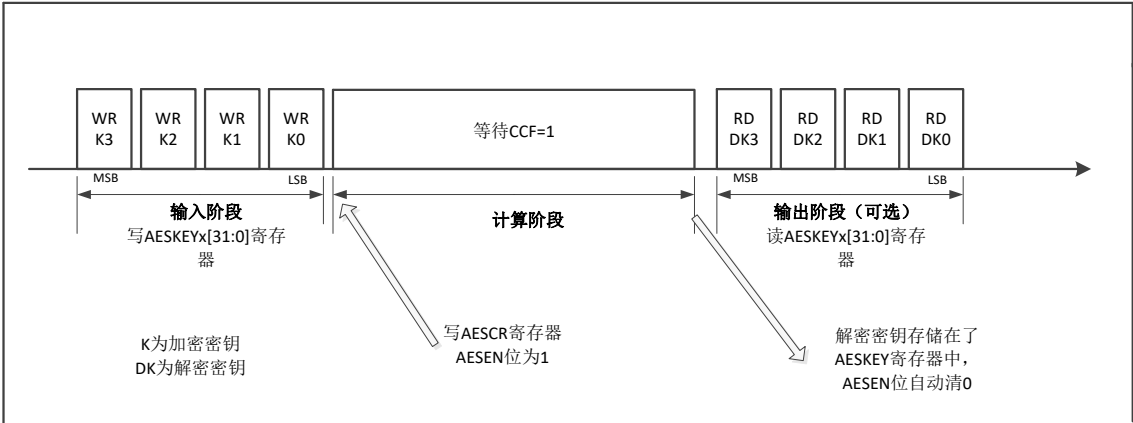 WR
K3
WR
K2
WR
K1
WR
K0
等待CCF=1
RD
DK3
RD
DK2
RD
DK1
RD
DK0
MSB
LSB
MSB
LSB
输入阶段
写AESKEYx[31:0]寄存
器
计算阶段
输出阶段（可选）
读AESKEYx[31:0]寄存
器
K为加密密钥
DK为解密密钥
写AESCR寄存器
AESEN位为1
解密密钥存储在了
AESKEY寄存器中，
AESEN位自动清0